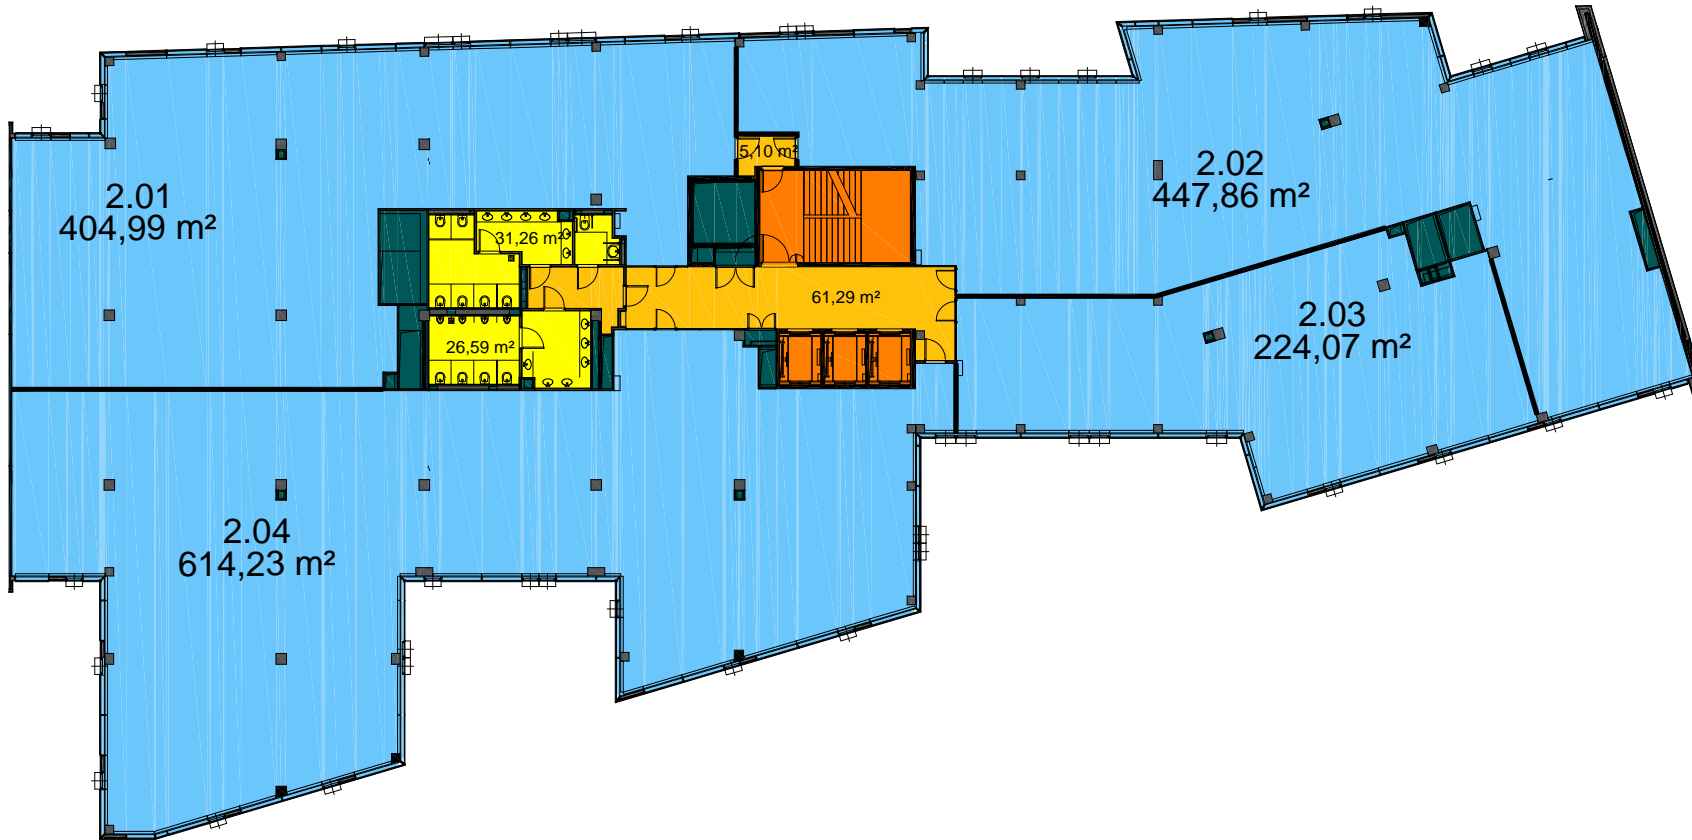 5,10 m²
2.01
404,99 m²
2.02
447,86 m²
31,26 m²
61,29 m²
2.03
224,07 m²
26,59 m²
2.04
614,23 m²